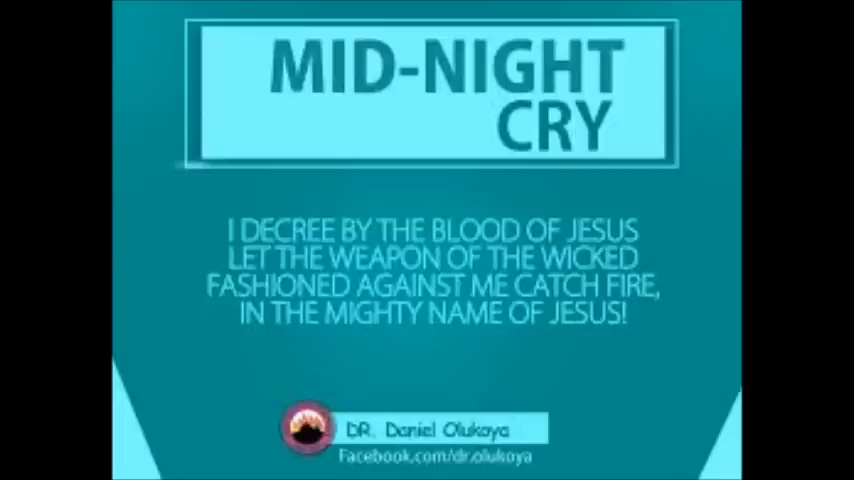 MID-NIGHT
CRY
I DECREE BY THE BLOOD OF JESUS
LET THE WEAPON OF THE WICKED
FASHIONED AGAINST ME CATCH FIRE,
IN THE MIGHTY NAME OF JESUS!
DR. Daniel Olukoya
Facebook.com/dr.olukoya